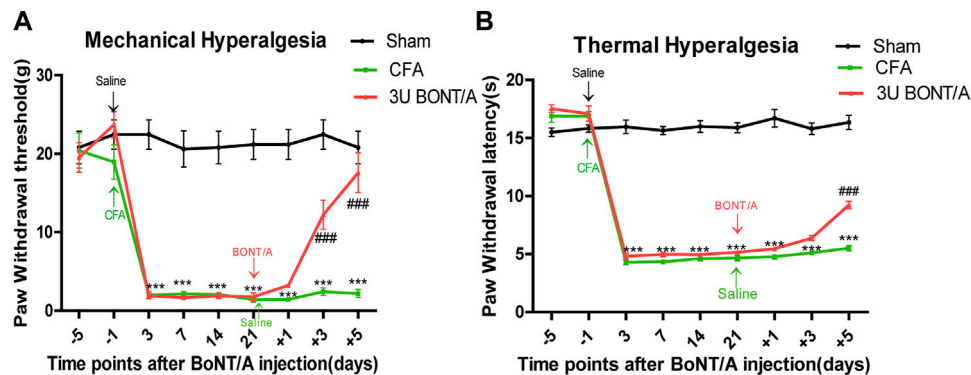 A
Mechanical Hyperalgesia
Sham
CFA
3U BONT/A
Paw Withdrawal threshold(g)
30
20
10
0
Saline
CFA
BONT/A
Saline
***
***
***
***
***
***
***
###
###
-5
-1
3
7
14
21
+1
+3
+5
Time points after BoNT/A injection(days)
B
Thermal Hyperalgesia
Sham
CFA
3U BONT/A
Paw Withdrawal latency(s)
20
15
10
5
0
Saline
CFA
BONT/A
Saline
***
***
***
***
***
***
***
###
-5
-1
3
7
14
21
+1
+3
+5
Time points after BoNT/A injection(days)